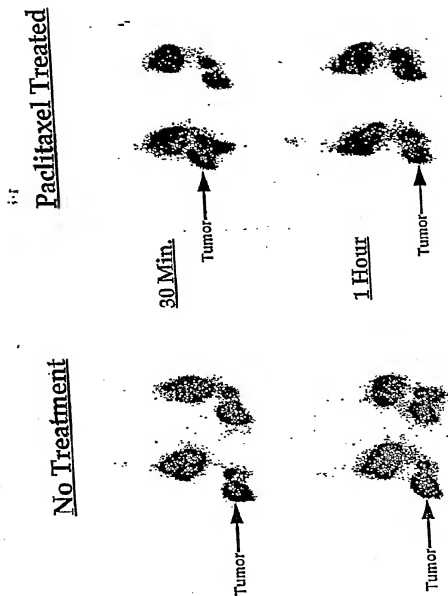 No Treatment
Paclitaxel Treated
30 Min.
Tumor
Tumor
1 Hour
Tumor
Tumor